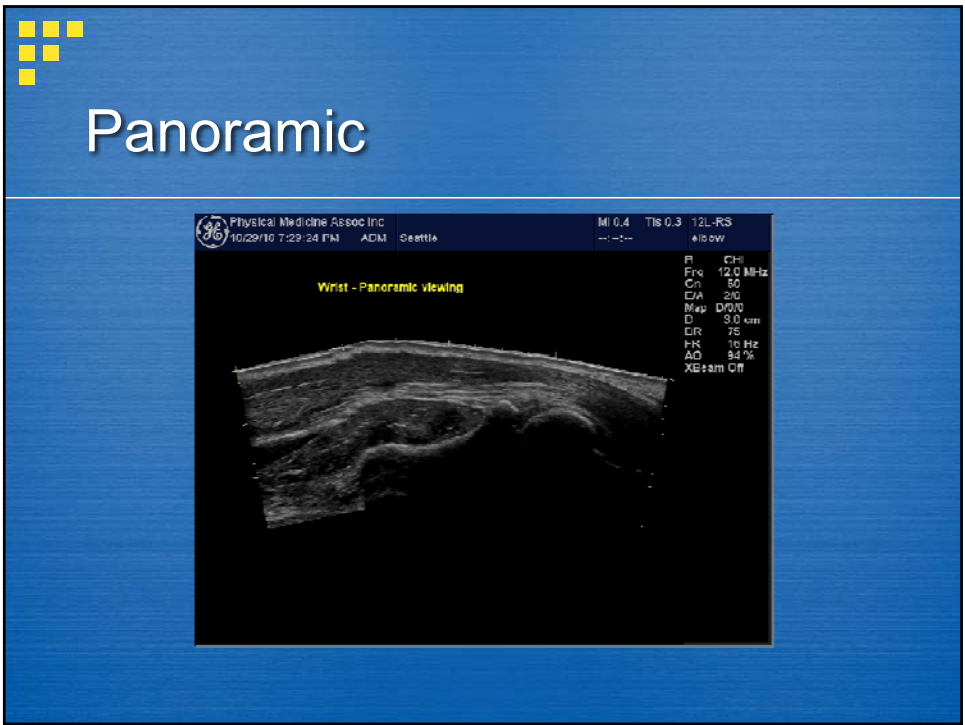 Panoramic
GE
Physical Medicine Assoc Inc MI 0.4 TIs 0.3 12L-RS
10/29/10 7:29:24 PM ADM Seattle --:--:-- elbow
Wrist - Panoramic viewing
B CHI
Frq 12.0 MHz
Gn 50
E/A 2/0
Map D/0/0
D 3.0 cm
DR 75
FR 16 Hz
AO 94 %
XBeam Off